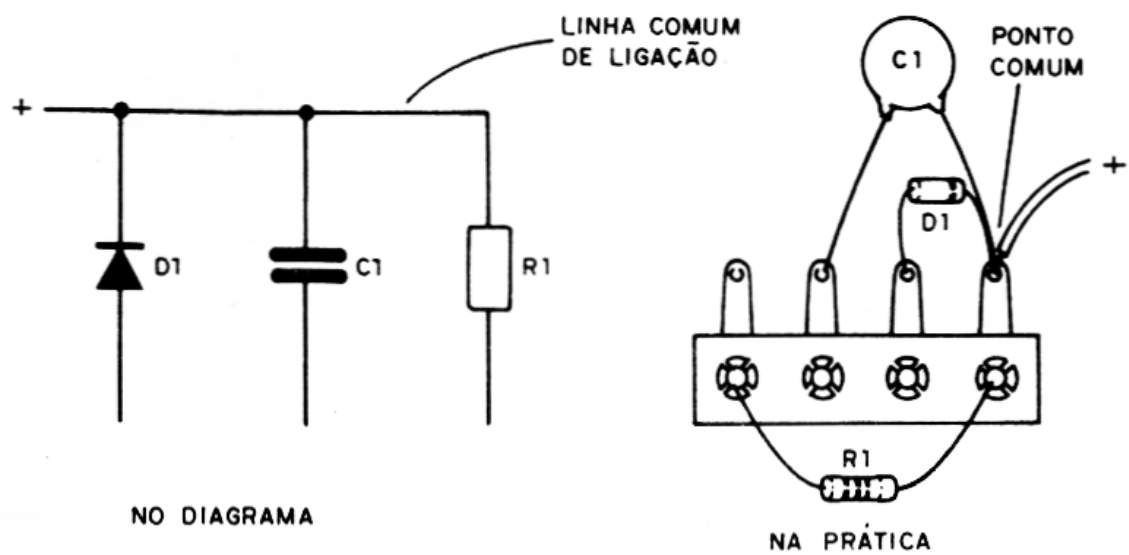 LINHA COMUM
DE LIGAÇÃO
+
D1
C1
R1
NO DIAGRAMA
C1
PONTO
COMUM
+
D1
R1
NA PRÁTICA